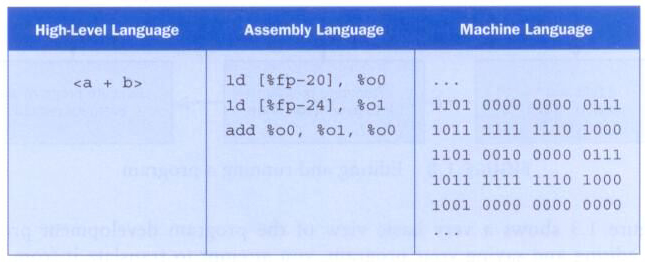 High-Level Language Assembly Language Machine Language
<a + b> ld [%fp-20], %o0 ...
ld [%fp-24], %o1 1101 0000 0000 0111
add %o0, %o1, %o0 1011 1111 1110 1000
1101 0010 0000 0111
1011 1111 1110 1000
1001 0000 0000 0000
...